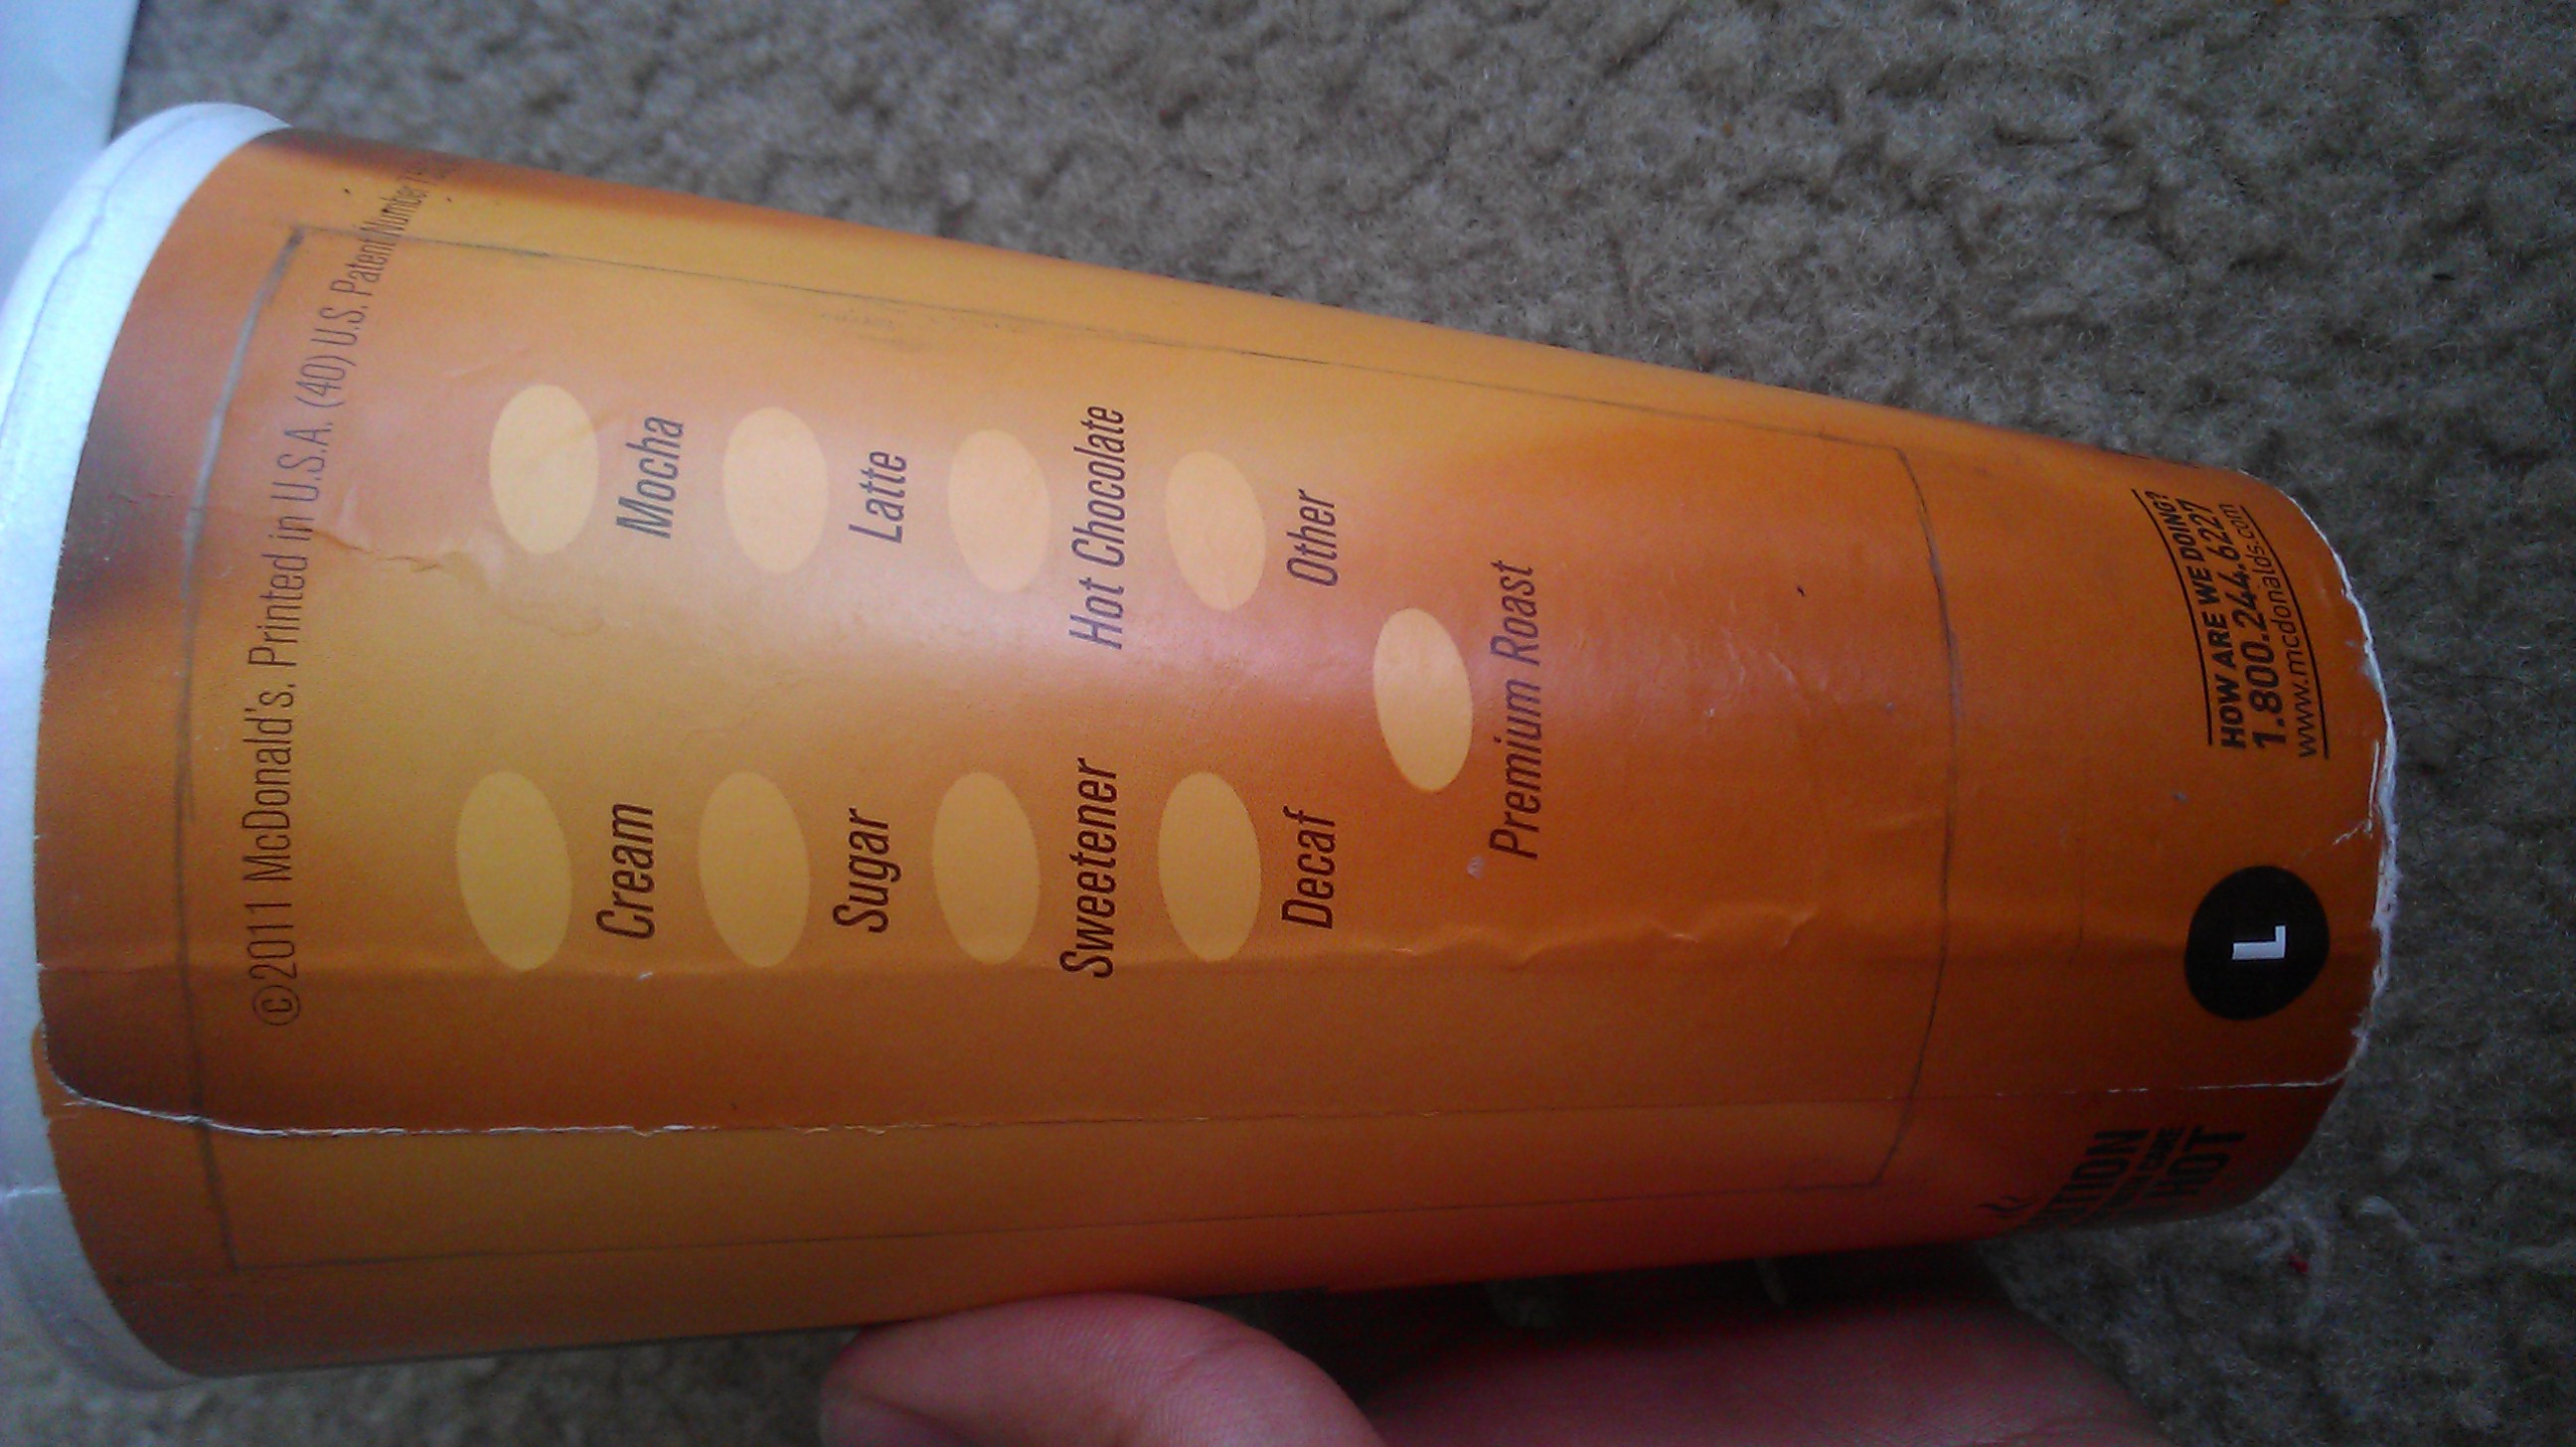 ©2011 McDonald's. Printed in U.S.A. (40) U.S. Patent Number
Cream
Mocha
Sugar
Latte
Sweetener
Hot Chocolate
Decaf
Other
Premium Roast
HOW ARE WE DOING?
1.800.244.6227
www.mcdonalds.com
L
HOT